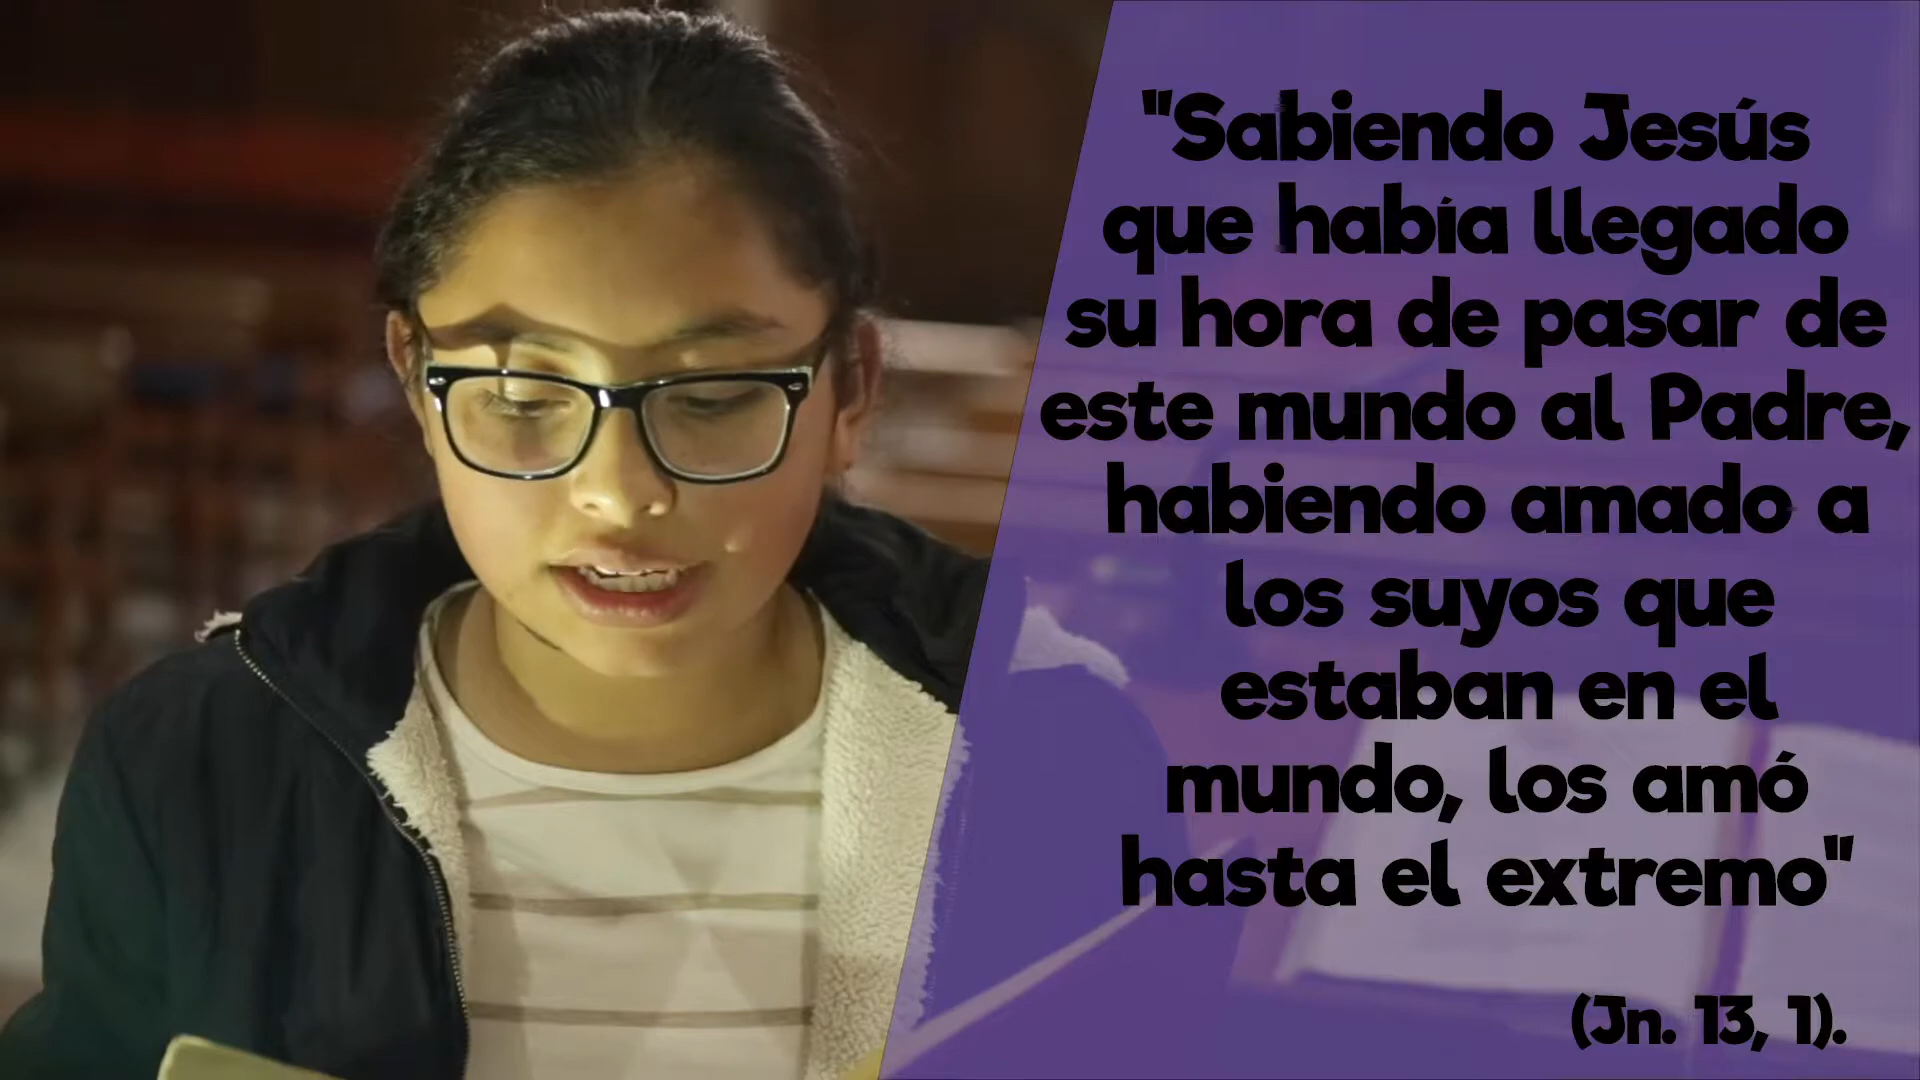 "Sabiendo Jesús
que había llegado
su hora de pasar de
este mundo al Padre,
habiendo amado a
los suyos que
estaban en el
mundo, los amó
hasta el extremo"
(Jn. 13, 1).